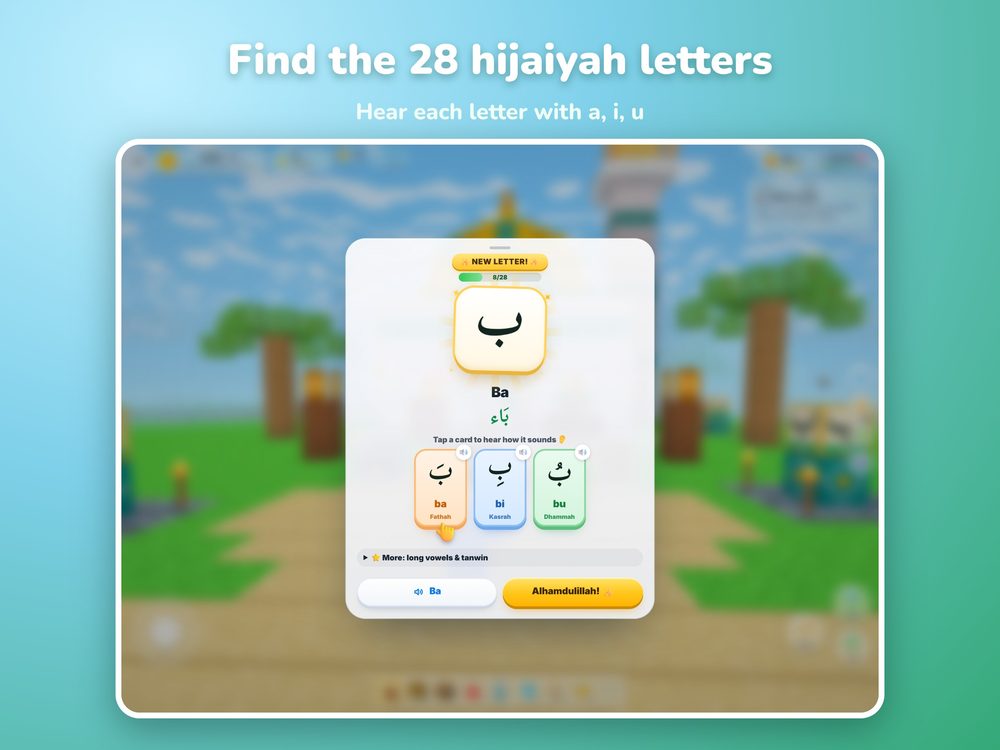 Find the 28 hijaiyah letters
Hear each letter with a, i, u
NEW LETTER!
8/28
ب
Ba
بَاء
Tap a card to hear how it sounds
بَ
بِ
بُ
ba
bi
bu
Fathah
Kasrah
Dhammah
More: long vowels & tanwin
Ba
Alhamdulillah!